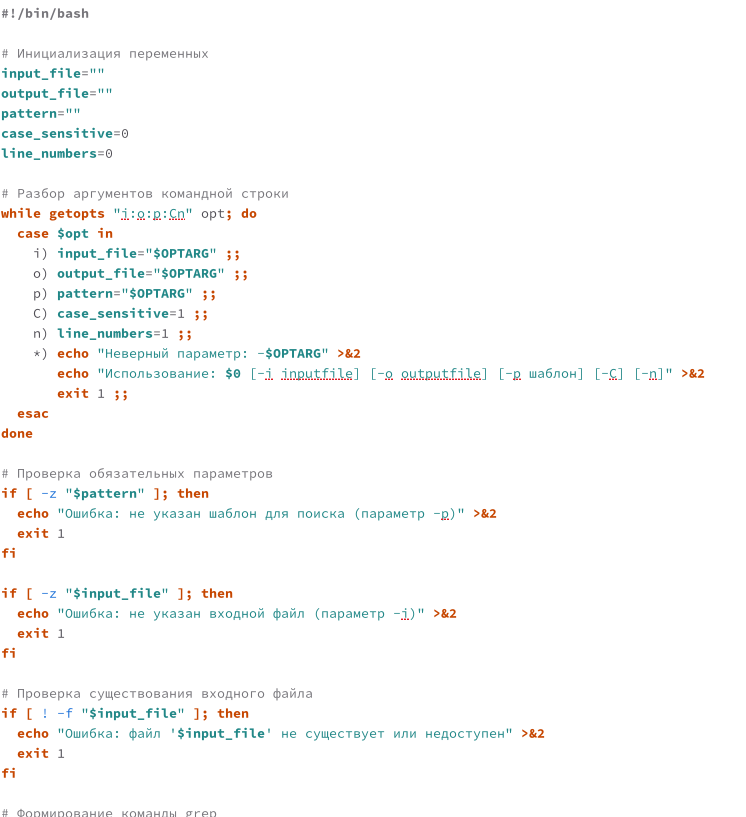 #!/bin/bash
# Инициализация переменных
input_file=""
output_file=""
pattern=""
case_sensitive=0
line_numbers=0
# Разбор аргументов командной строки
while getopts "i:o:p:Cn" opt; do
  case $opt in
    i) input_file="$OPTARG" ;;
    o) output_file="$OPTARG" ;;
    p) pattern="$OPTARG" ;;
    C) case_sensitive=1 ;;
    n) line_numbers=1 ;;
    *) echo "Неверный параметр: -$OPTARG" >&2
       echo "Использование: $0 [-i inputfile] [-o outputfile] [-p шаблон] [-C] [-n]" >&2
       exit 1 ;;
  esac
done
# Проверка обязательных параметров
if [ -z "$pattern" ]; then
  echo "Ошибка: не указан шаблон для поиска (параметр -p)" >&2
  exit 1
fi
if [ -z "$input_file" ]; then
  echo "Ошибка: не указан входной файл (параметр -i)" >&2
  exit 1
fi
# Проверка существования входного файла
if [ ! -f "$input_file" ]; then
  echo "Ошибка: файл '$input_file' не существует или недоступен" >&2
  exit 1
fi
# Формирование команды grep